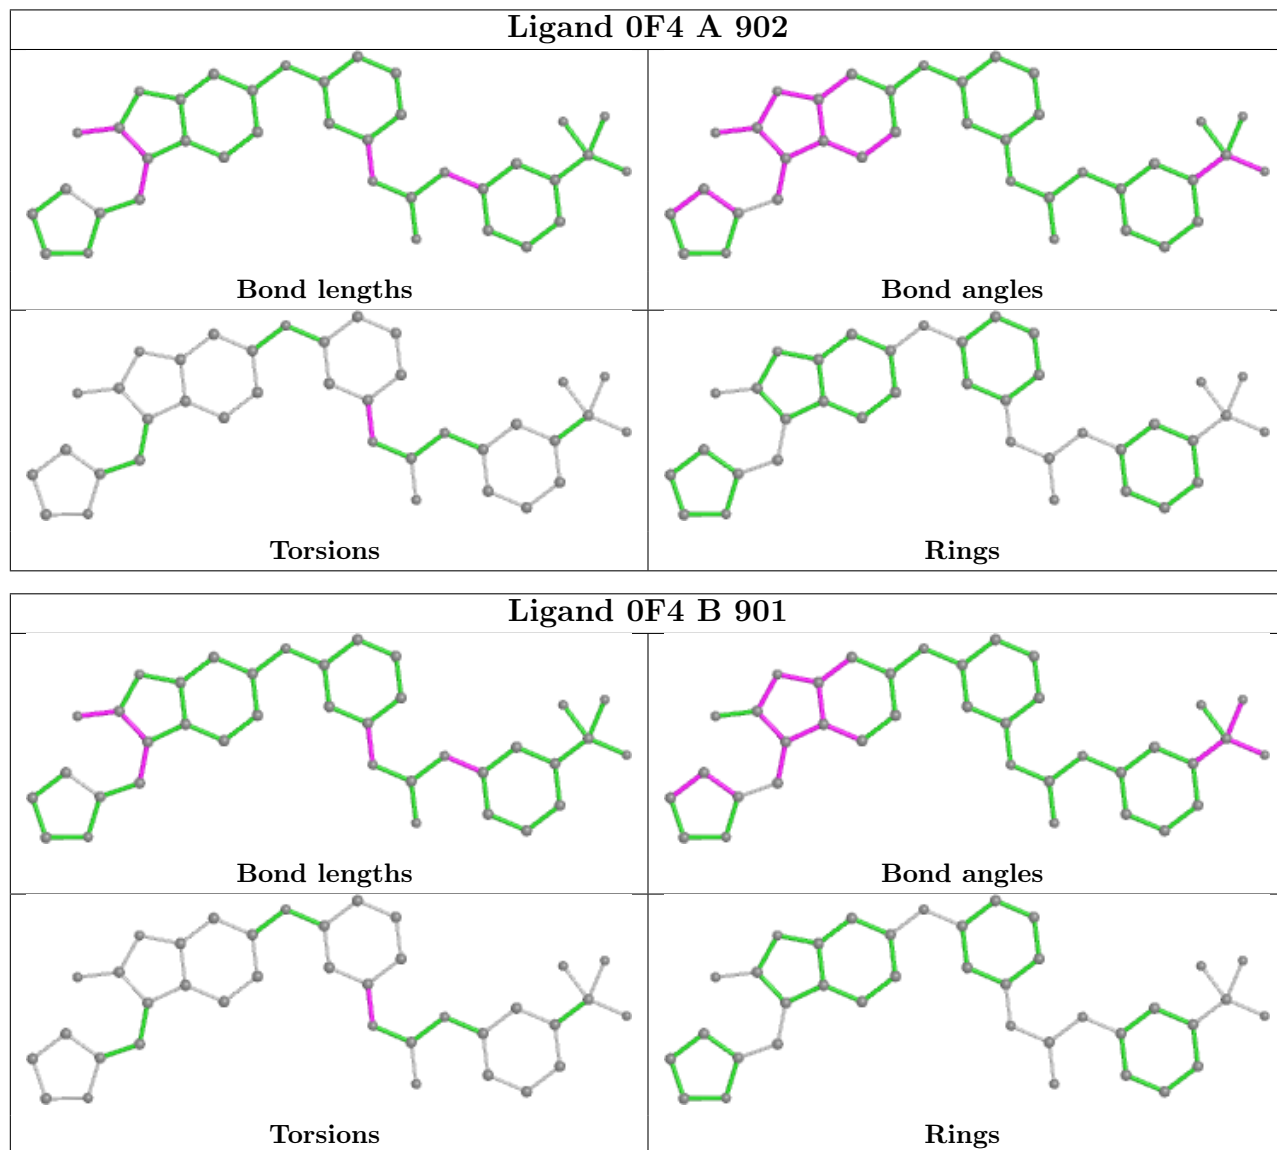 Ligand 0F4 A 902
Bond lengths
Bond angles
Torsions
Rings
Ligand 0F4 B 901
Bond lengths
Bond angles
Torsions
Rings